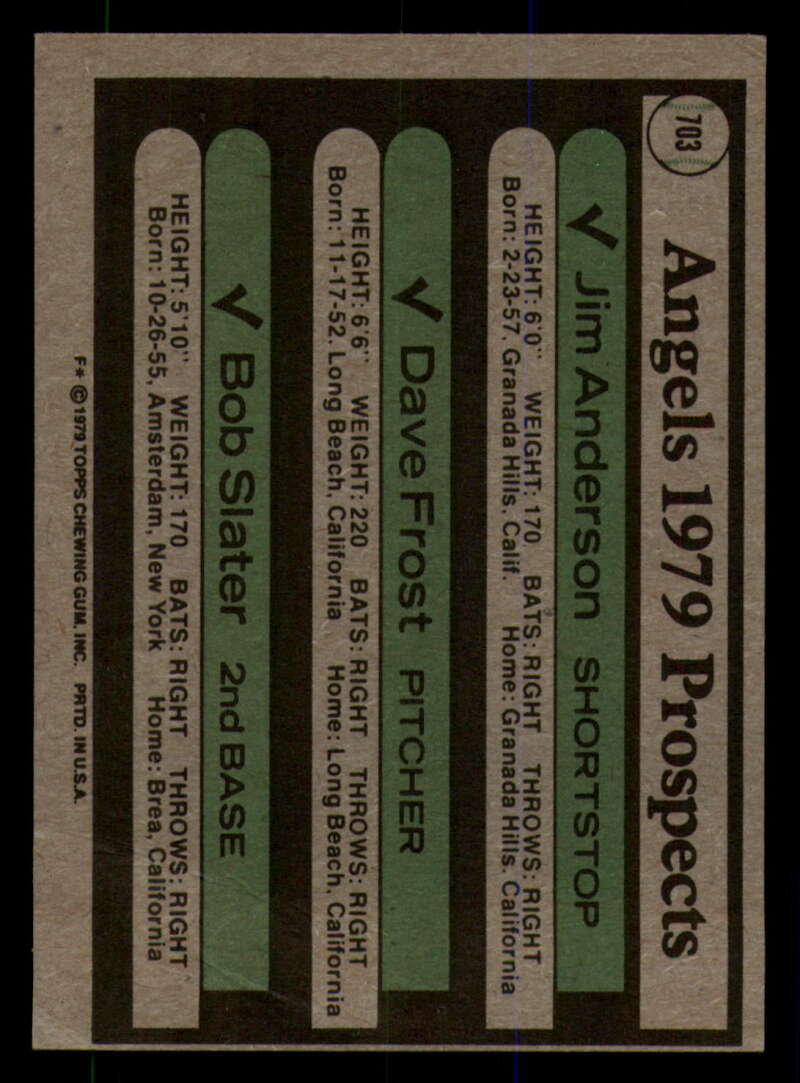 703
Angels 1979 Prospects
✓ Jim Anderson SHORTSTOP
HEIGHT: 6'0" WEIGHT: 170 BATS: RIGHT THROWS: RIGHT
Born: 2-23-57, Granada Hills, Calif. Home: Granada Hills, California
✓ Dave Frost PITCHER
HEIGHT: 6'6" WEIGHT: 220 BATS: RIGHT THROWS: RIGHT
Born: 11-17-52, Long Beach, California Home: Long Beach, California
✓ Bob Slater 2nd BASE
HEIGHT: 5'10" WEIGHT: 170 BATS: RIGHT THROWS: RIGHT
Born: 10-26-55, Amsterdam, New York Home: Brea, California
F* ©1979 TOPPS CHEWING GUM, INC. PRTD. IN U.S.A.